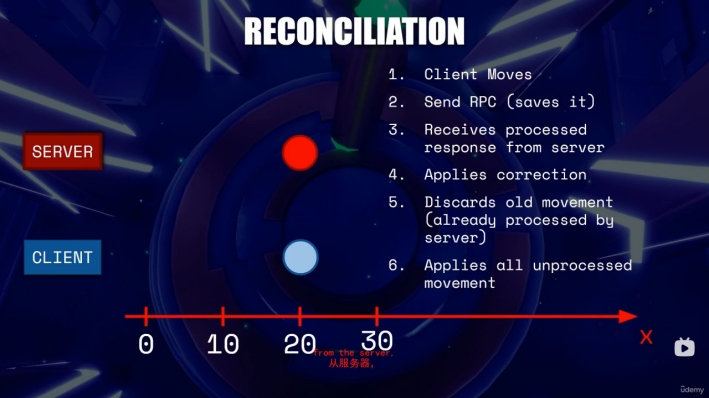 RECONCILIATION
1. Client Moves
2. Send RPC (saves it)
3. Receives processed
response from server
4. Applies correction
5. Discards old movement
(already processed by
server)
6. Applies all unprocessed
movement
SERVER
CLIENT
0 10 20 30 X
from the server.
从服务器。
ûdemy